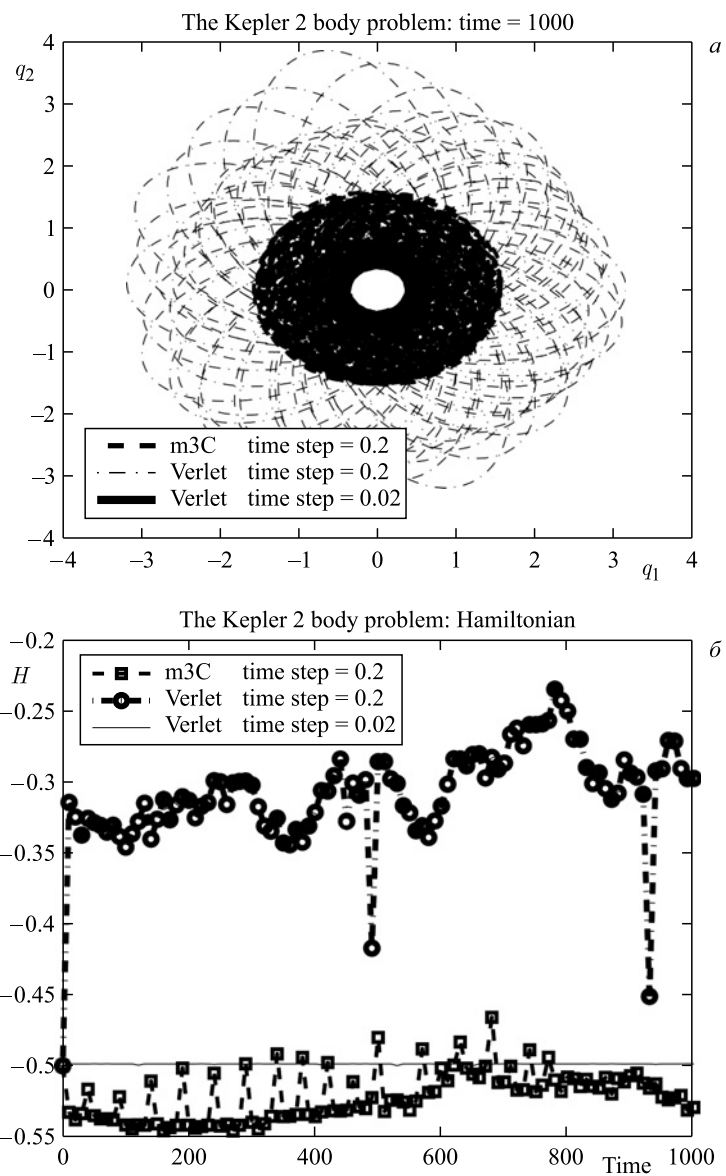 The Kepler 2 body problem: time = 1000
a
4
q2
3
2
1
0
−1
−2
m3C time step = 0.2
Verlet time step = 0.2
−3
Verlet time step = 0.02
−4
−4 −3 −2 −1 0 1 2 3 4
q1
The Kepler 2 body problem: Hamiltonian
−0.2
б
H
m3C time step = 0.2
Verlet time step = 0.2
−0.25
Verlet time step = 0.02
−0.3
−0.35
−0.4
−0.45
−0.5
−0.55
0 200 400 600 800 Time 1000